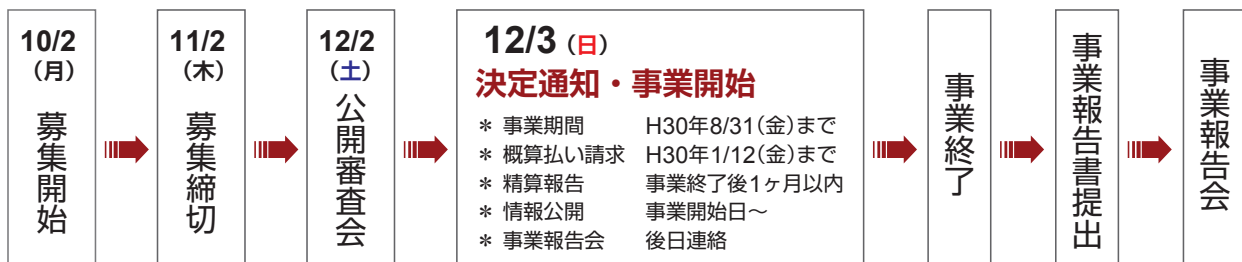 10/2
（月）
募集開始
11/2
（木）
募集締切
12/2
（土）
公開審査会
12/3（日）
決定通知・事業開始
＊ 事業期間　H30年8/31(金)まで
＊ 概算払い請求　H30年1/12(金)まで
＊ 精算報告　事業終了後1ヶ月以内
＊ 情報公開　事業開始日～
＊ 事業報告会　後日連絡
事業終了
事業報告書提出
事業報告会